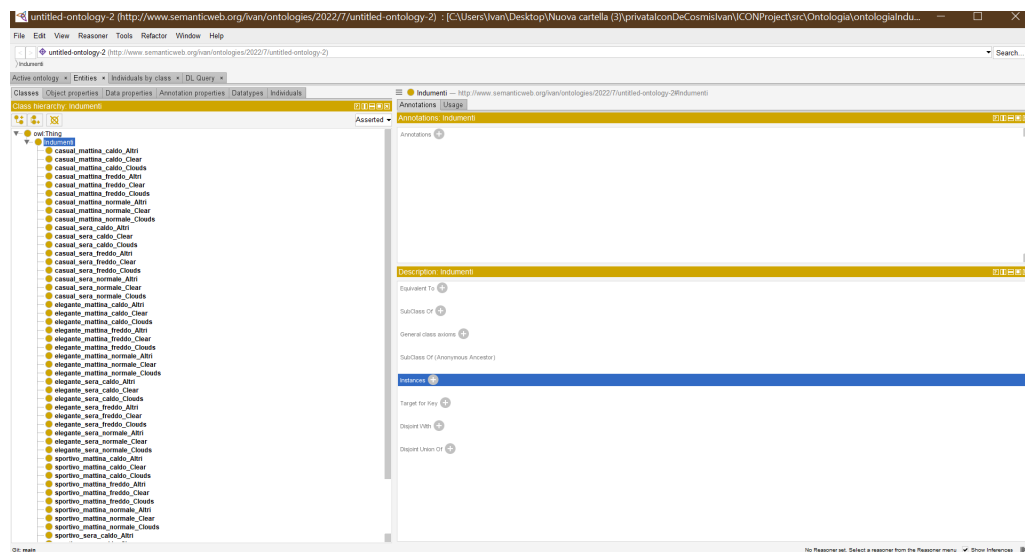 untitled-ontology-2 (http://www.semanticweb.org/ivan/ontologies/2022/7/untitled-ontology-2) : [C:\Users\Ivan\Desktop\Nuova cartella (3)\privataIconDeCosmisIvan\ICONProject\src\Ontologia\ontologiaIndu...
File Edit View Reasoner Tools Refactor Window Help
untitled-ontology-2 (http://www.semanticweb.org/ivan/ontologies/2022/7/untitled-ontology-2)
Search...
Indumenti
Active ontology × Entities × Individuals by class × DL Query ×
Classes Object properties Data properties Annotation properties Datatypes Individuals
Class hierarchy: Indumenti
Asserted
owl:Thing
Indumenti
casual_mattina_caldo_Altri
casual_mattina_caldo_Clear
casual_mattina_caldo_Clouds
casual_mattina_freddo_Altri
casual_mattina_freddo_Clear
casual_mattina_freddo_Clouds
casual_mattina_normale_Altri
casual_mattina_normale_Clear
casual_mattina_normale_Clouds
casual_sera_caldo_Altri
casual_sera_caldo_Clear
casual_sera_caldo_Clouds
casual_sera_freddo_Altri
casual_sera_freddo_Clear
casual_sera_freddo_Clouds
casual_sera_normale_Altri
casual_sera_normale_Clear
casual_sera_normale_Clouds
elegante_mattina_caldo_Altri
elegante_mattina_caldo_Clear
elegante_mattina_caldo_Clouds
elegante_mattina_freddo_Altri
elegante_mattina_freddo_Clear
elegante_mattina_freddo_Clouds
elegante_mattina_normale_Altri
elegante_mattina_normale_Clear
elegante_mattina_normale_Clouds
elegante_sera_caldo_Altri
elegante_sera_caldo_Clear
elegante_sera_caldo_Clouds
elegante_sera_freddo_Altri
elegante_sera_freddo_Clear
elegante_sera_freddo_Clouds
elegante_sera_normale_Altri
elegante_sera_normale_Clear
elegante_sera_normale_Clouds
sportivo_mattina_caldo_Altri
sportivo_mattina_caldo_Clear
sportivo_mattina_caldo_Clouds
sportivo_mattina_freddo_Altri
sportivo_mattina_freddo_Clear
sportivo_mattina_freddo_Clouds
sportivo_mattina_normale_Altri
sportivo_mattina_normale_Clear
sportivo_mattina_normale_Clouds
sportivo_sera_caldo_Altri
Indumenti — http://www.semanticweb.org/ivan/ontologies/2022/7/untitled-ontology-2#Indumenti
Annotations Usage
Annotations: Indumenti
Annotations
Description: Indumenti
Equivalent To
SubClass Of
General class axioms
SubClass Of (Anonymous Ancestor)
Instances
Target for Key
Disjoint With
Disjoint Union Of
Git: main
No Reasoner set. Select a reasoner from the Reasoner menu
Show Inferences